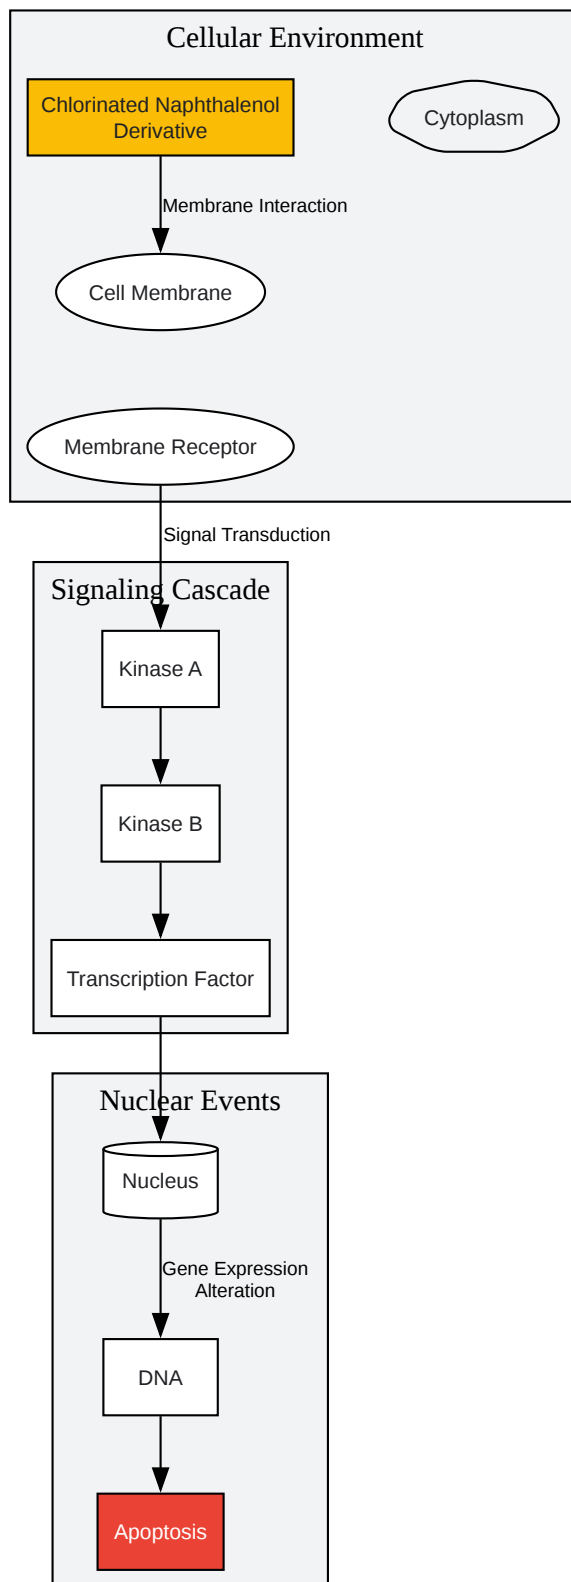 Cellular Environment
Chlorinated Naphthalenol
Derivative
Cytoplasm
Membrane Interaction
Cell Membrane
Membrane Receptor
Signal Transduction
Signaling Cascade
Kinase A
Kinase B
Transcription Factor
Nuclear Events
Nucleus
Gene Expression
Alteration
DNA
Apoptosis